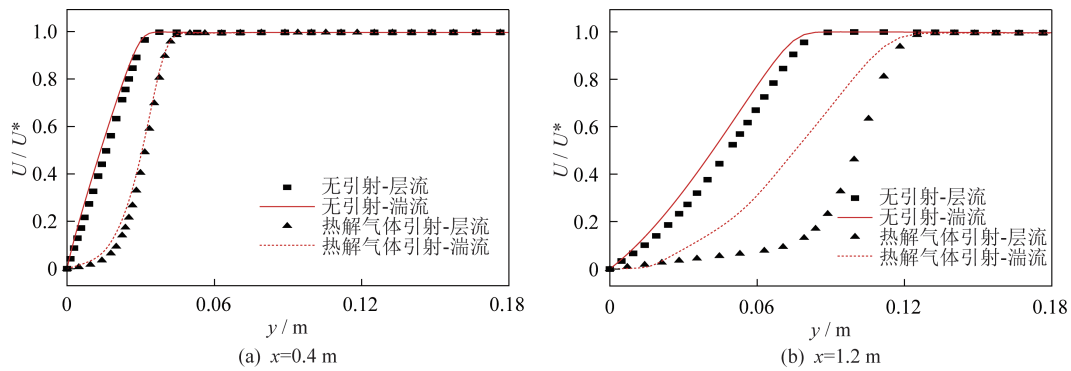 1.0
0.8
0.6
0.4
0.2
0
U / U*
无引射-层流
无引射-湍流
热解气体引射-层流
热解气体引射-湍流
0 0.06 0.12 0.18
y / m
(a) x=0.4 m
1.0
0.8
0.6
0.4
0.2
0
U / U*
无引射-层流
无引射-湍流
热解气体引射-层流
热解气体引射-湍流
0 0.06 0.12 0.18
y / m
(b) x=1.2 m